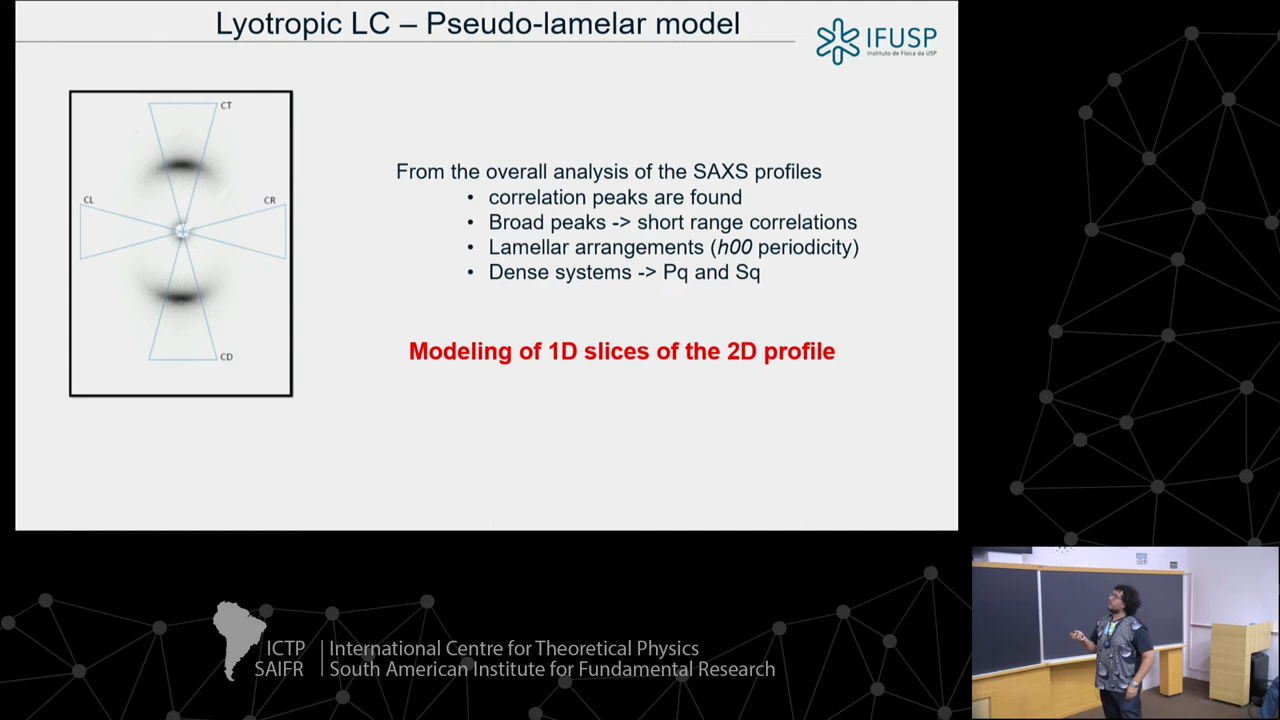 Lyotropic LC – Pseudo-lamelar model
IFUSP
Instituto de Física da USP
CT
CL
CR
CD
From the overall analysis of the SAXS profiles
• correlation peaks are found
• Broad peaks -> short range correlations
• Lamellar arrangements (h00 periodicity)
• Dense systems -> Pq and Sq
Modeling of 1D slices of the 2D profile
ICTP
SAIFR
International Centre for Theoretical Physics
South American Institute for Fundamental Research